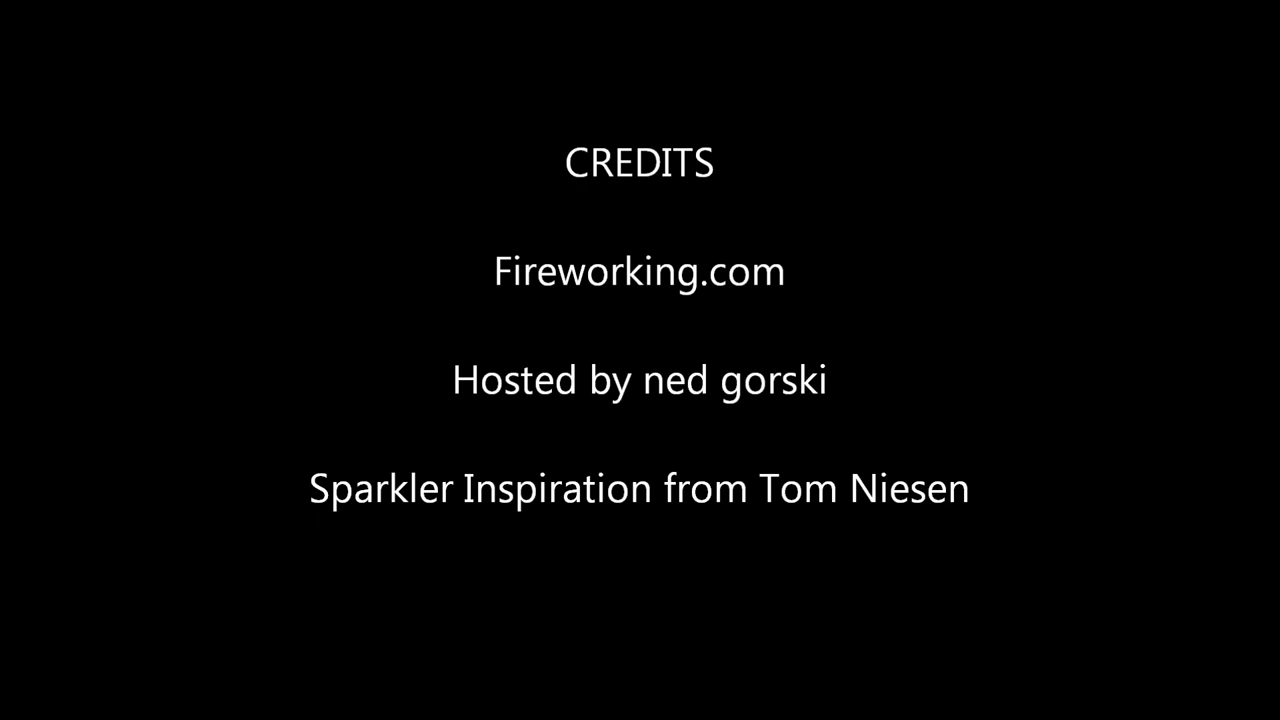 CREDITS
Fireworking.com
Hosted by ned gorski
Sparkler Inspiration from Tom Niesen